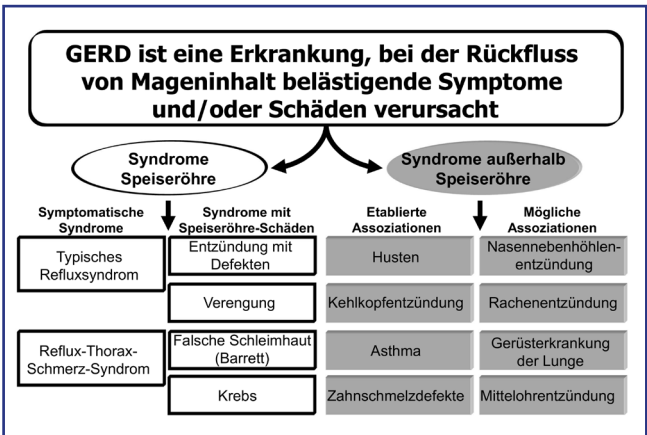 GERD ist eine Erkrankung, bei der Rückfluss
von Mageninhalt belästigende Symptome
und/oder Schäden verursacht
Syndrome
Speiseröhre
Syndrome außerhalb
Speiseröhre
Symptomatische
Syndrome
Syndrome mit
Speiseröhre-Schäden
Etablierte
Assoziationen
Mögliche
Assoziationen
Typisches
Refluxsyndrom
Entzündung mit
Defekten
Husten
Nasennebenhöhlen-
entzündung
Verengung
Kehlkopfentzündung
Rachenentzündung
Reflux-Thorax-
Schmerz-Syndrom
Falsche Schleimhaut
(Barrett)
Asthma
Gerüsterkrankung
der Lunge
Krebs
Zahnschmelzdefekte
Mittelohrentzündung